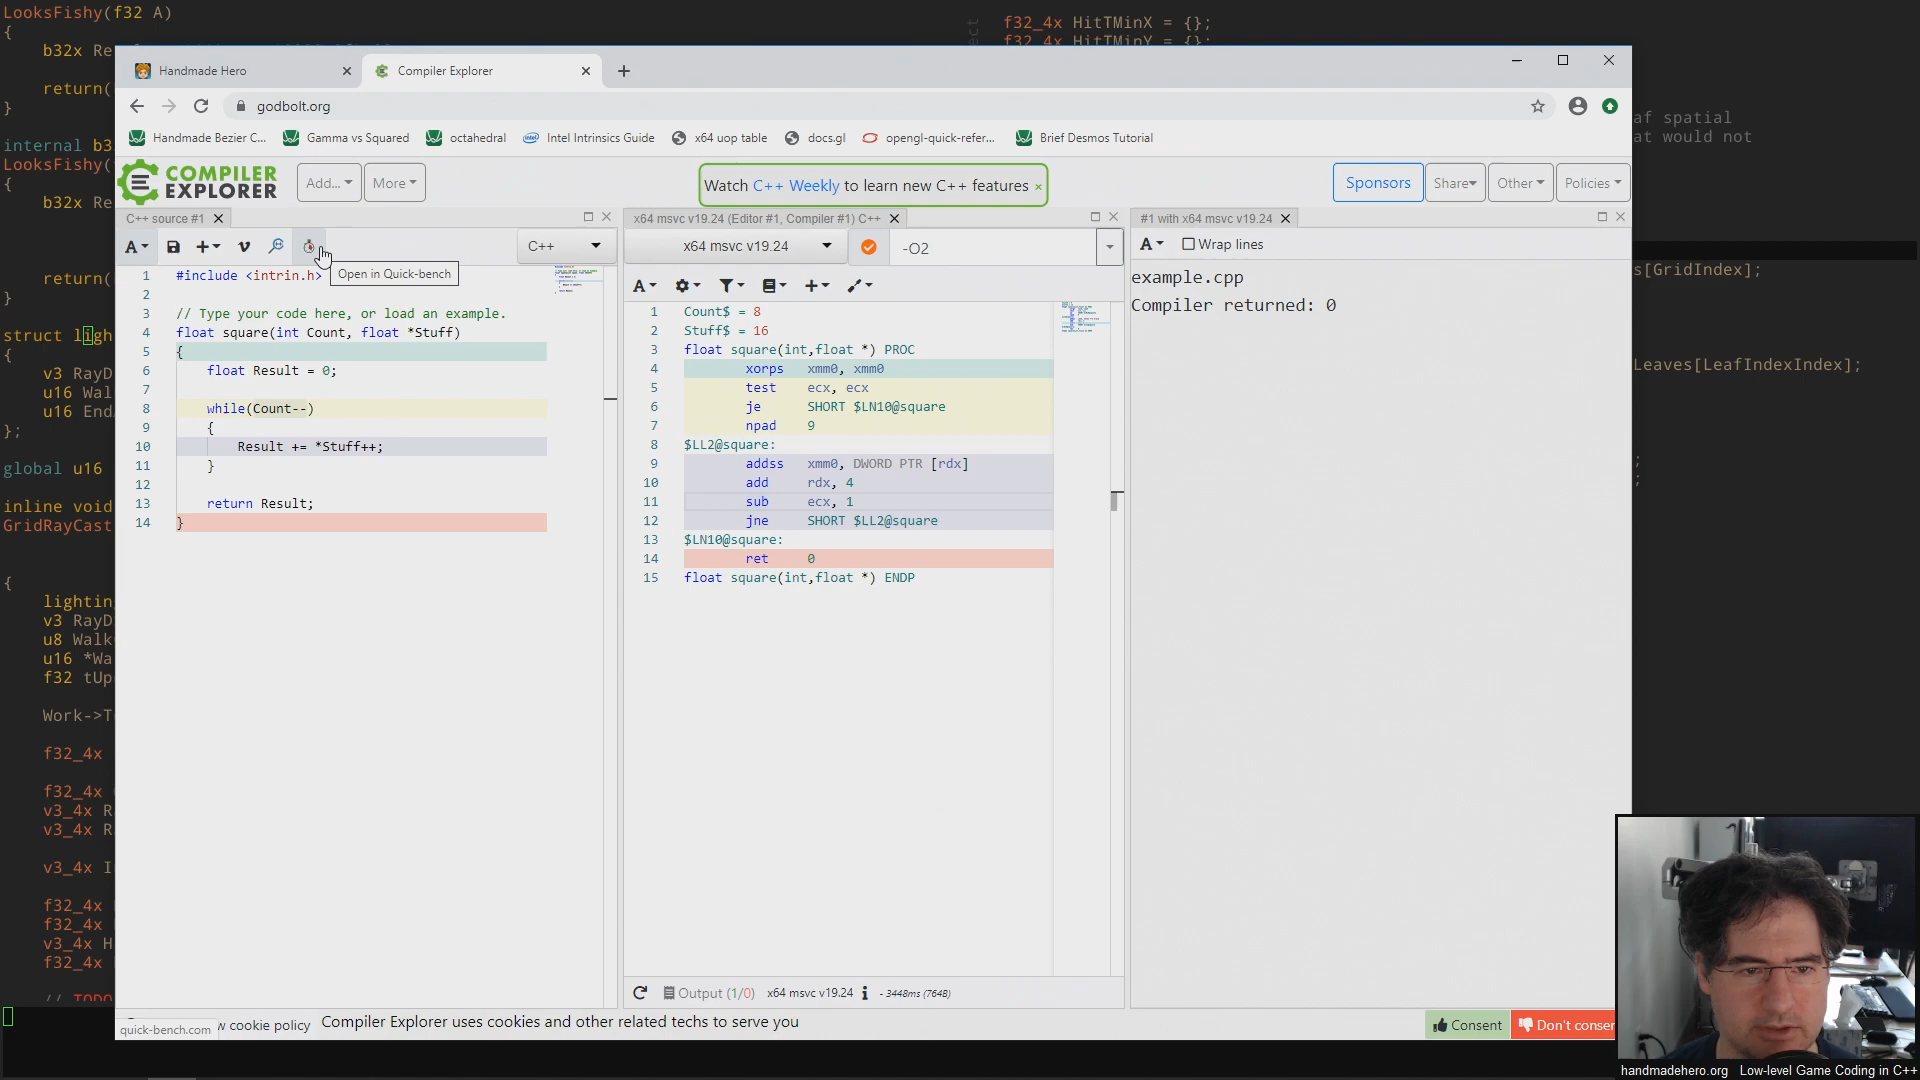 LooksFishy(f32 A)
{
b32x Re
return(
}
internal b3
LooksFishy(
{
b32x Re
return(
}
struct ligh
{
v3 RayD
u16 Wal
u16 End
};
global u16
inline void
GridRayCast
{
lightin
v3 RayD
u8 Walk
u16 *Wa
f32 tUp
Work->T
f32_4x
f32_4x
v3_4x R
v3_4x R
v3_4x I
f32_4x
f32_4x
v3_4x H
f32_4x
// TODO
f32_4x HitTMinX = {};
f32_4x HitTMinY = {};
af spatial
at would not
s[GridIndex];
Leaves[LeafIndexIndex];
Handmade Hero
Compiler Explorer
godbolt.org
Handmade Bezier C...
Gamma vs Squared
octahedral
Intel Intrinsics Guide
x64 uop table
docs.gl
opengl-quick-refer...
Brief Desmos Tutorial
COMPILER
EXPLORER
Add...
More
Watch C++ Weekly to learn new C++ features ×
Sponsors
Share
Other
Policies
C++ source #1
A
C++
Open in Quick-bench
1 #include <intrin.h>
2
3 // Type your code here, or load an example.
4 float square(int Count, float *Stuff)
5 {
6 float Result = 0;
7
8 while(Count--)
9 {
10 Result += *Stuff++;
11 }
12
13 return Result;
14 }
x64 msvc v19.24 (Editor #1, Compiler #1) C++
x64 msvc v19.24
-O2
A
1 Count$ = 8
2 Stuff$ = 16
3 float square(int,float *) PROC
4 xorps xmm0, xmm0
5 test ecx, ecx
6 je SHORT $LN10@square
7 npad 9
8 $LL2@square:
9 addss xmm0, DWORD PTR [rdx]
10 add rdx, 4
11 sub ecx, 1
12 jne SHORT $LL2@square
13 $LN10@square:
14 ret 0
15 float square(int,float *) ENDP
Output (1/0) x64 msvc v19.24 i - 3448ms (764B)
#1 with x64 msvc v19.24
A Wrap lines
example.cpp
Compiler returned: 0
quick-bench.com
w cookie policy
Compiler Explorer uses cookies and other related techs to serve you
Consent
Don't consen
handmadehero.org Low-level Game Coding in C++